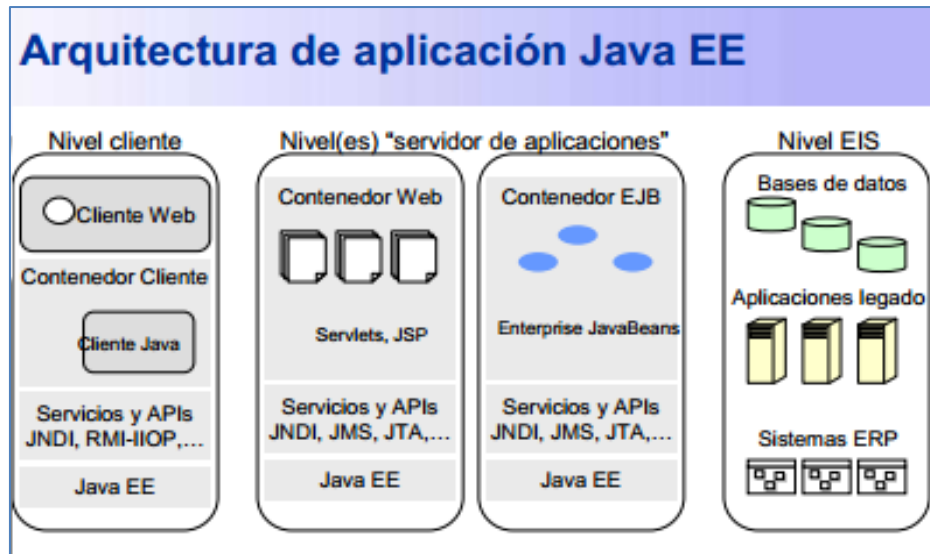 Arquitectura de aplicación Java EE
Nivel cliente
Cliente Web
Contenedor Cliente
Cliente Java
Servicios y APIs
JNDI, RMI-IIOP,...
Java EE
Nivel(es) "servidor de aplicaciones"
Contenedor Web
Servlets, JSP
Servicios y APIs
JNDI, JMS, JTA,...
Java EE
Contenedor EJB
Enterprise JavaBeans
Servicios y APIs
JNDI, JMS, JTA,...
Java EE
Nivel EIS
Bases de datos
Aplicaciones legado
Sistemas ERP